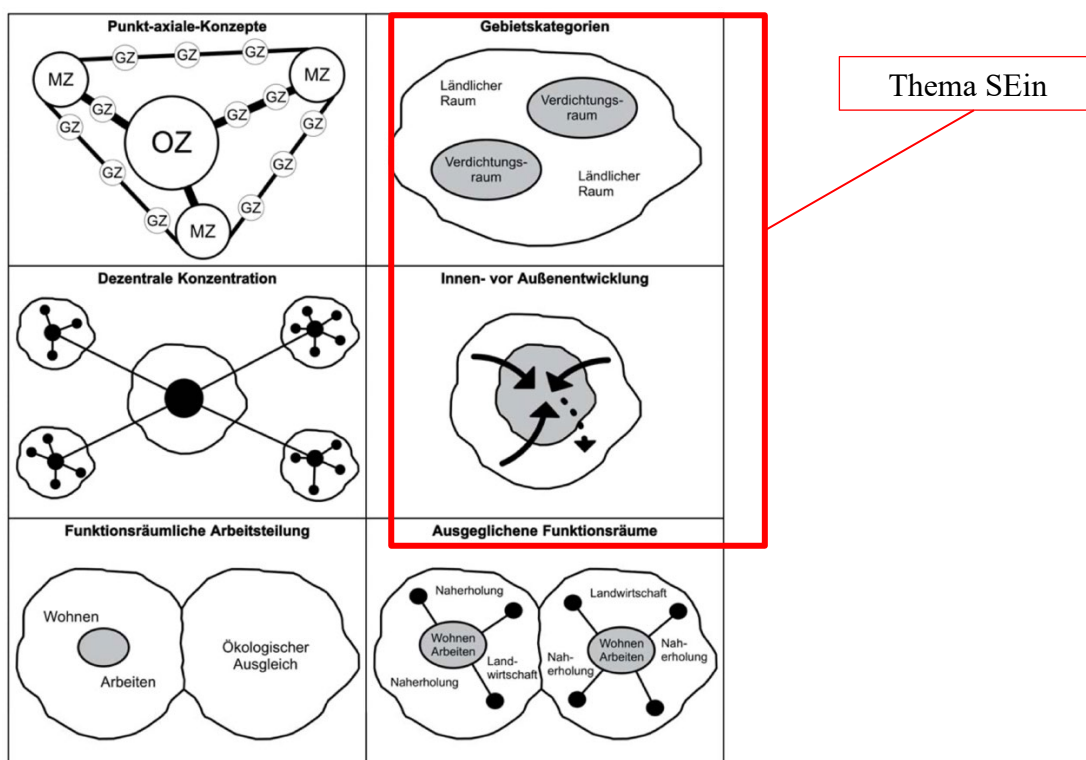 Punkt-axiale-Konzepte
GZ
GZ
GZ
MZ
MZ
GZ
GZ
GZ
GZ
GZ
OZ
GZ
GZ
GZ
GZ
MZ
Gebietskategorien
Ländlicher
Raum
Verdichtungs-
raum
Verdichtungs-
raum
Ländlicher
Raum
Thema SEin
Dezentrale Konzentration
Innen- vor Außenentwicklung
Funktionsräumliche Arbeitsteilung
Wohnen
Arbeiten
Ökologischer
Ausgleich
Ausgeglichene Funktionsräume
Naherholung
Wohnen
Arbeiten
Land-
wirtschaft
Naherholung
Landwirtschaft
Wohnen
Arbeiten
Nah-
erholung
Nah-
erholung